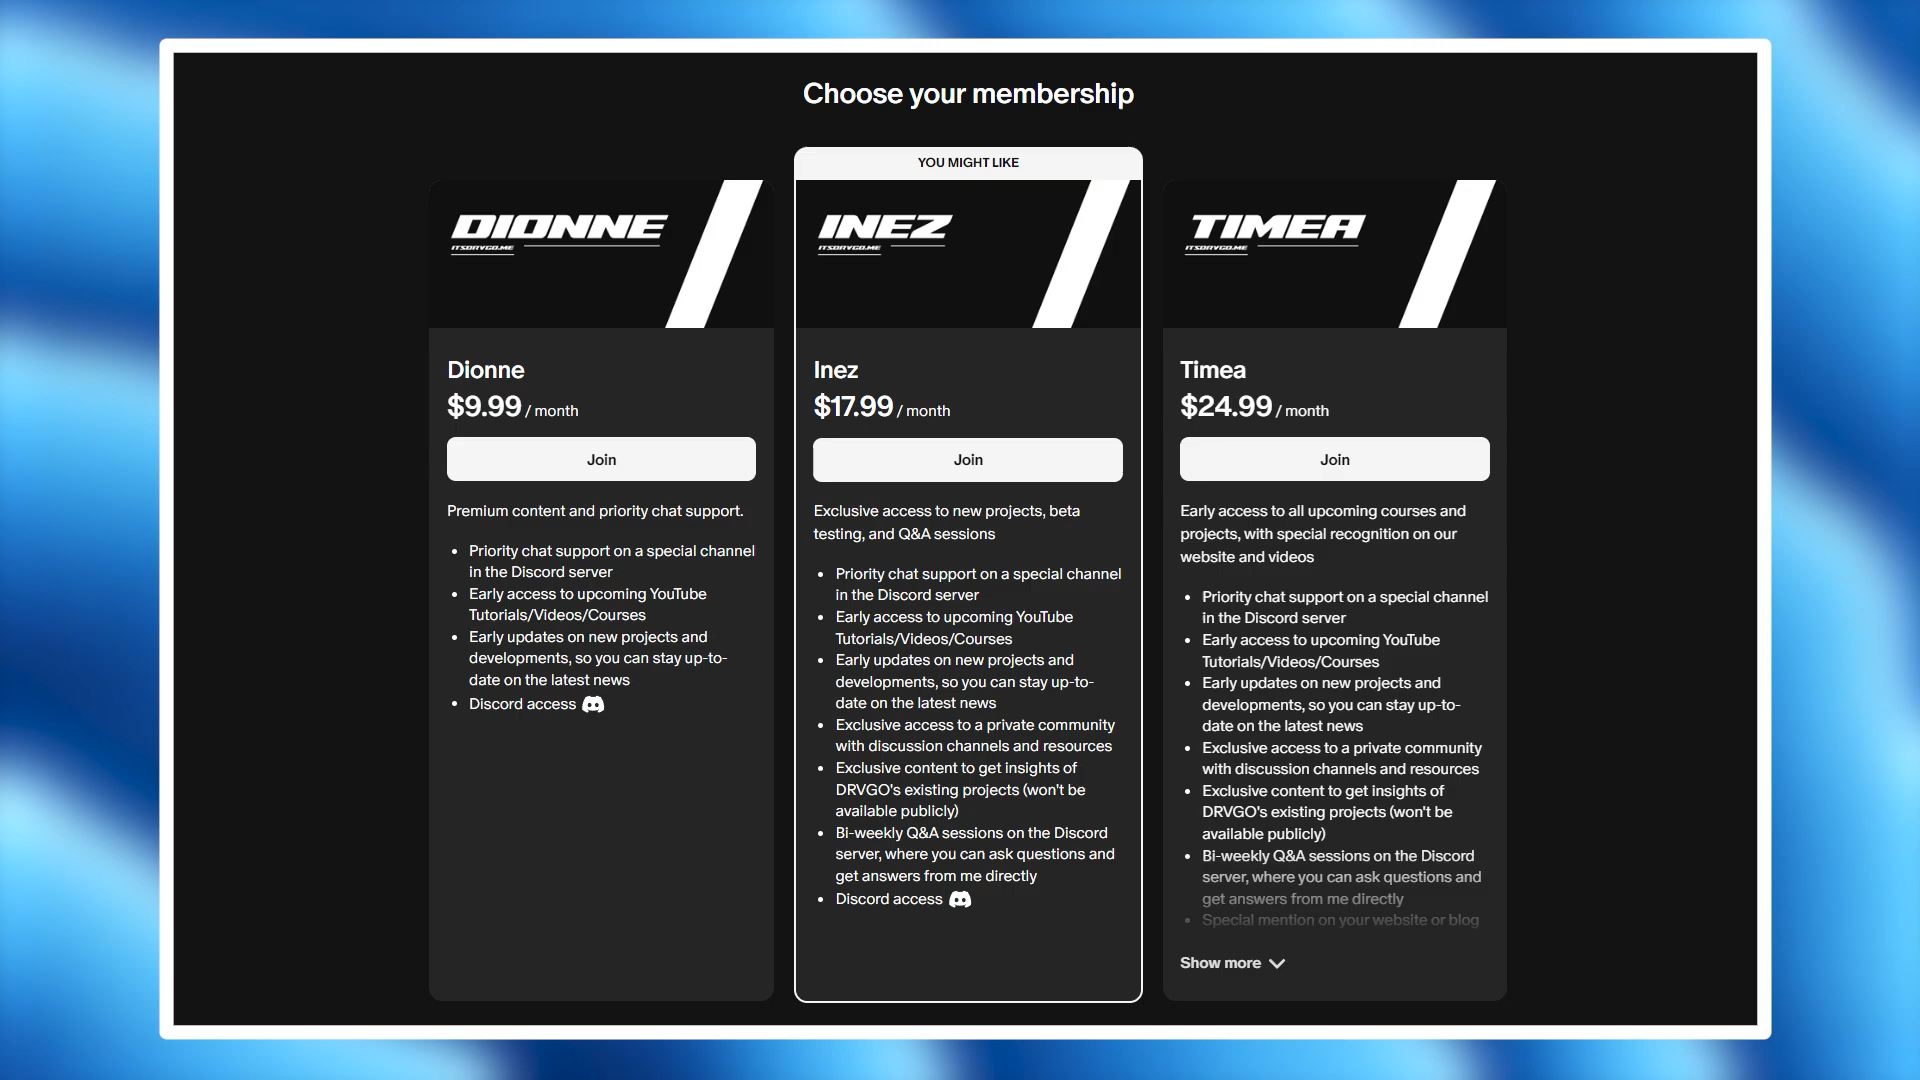 Choose your membership
DIONNE
ITSDRVGO.ME
Dionne
$9.99 / month
Join
Premium content and priority chat support.
• Priority chat support on a special channel
in the Discord server
• Early access to upcoming YouTube
Tutorials/Videos/Courses
• Early updates on new projects and
developments, so you can stay up-to-
date on the latest news
• Discord access
YOU MIGHT LIKE
INEZ
ITSDRVGO.ME
Inez
$17.99 / month
Join
Exclusive access to new projects, beta
testing, and Q&A sessions
• Priority chat support on a special channel
in the Discord server
• Early access to upcoming YouTube
Tutorials/Videos/Courses
• Early updates on new projects and
developments, so you can stay up-to-
date on the latest news
• Exclusive access to a private community
with discussion channels and resources
• Exclusive content to get insights of
DRVGO's existing projects (won't be
available publicly)
• Bi-weekly Q&A sessions on the Discord
server, where you can ask questions and
get answers from me directly
• Discord access
TIMEA
ITSDRVGO.ME
Timea
$24.99 / month
Join
Early access to all upcoming courses and
projects, with special recognition on our
website and videos
• Priority chat support on a special channel
in the Discord server
• Early access to upcoming YouTube
Tutorials/Videos/Courses
• Early updates on new projects and
developments, so you can stay up-to-
date on the latest news
• Exclusive access to a private community
with discussion channels and resources
• Exclusive content to get insights of
DRVGO's existing projects (won't be
available publicly)
• Bi-weekly Q&A sessions on the Discord
server, where you can ask questions and
get answers from me directly
• Special mention on your website or blog
Show more